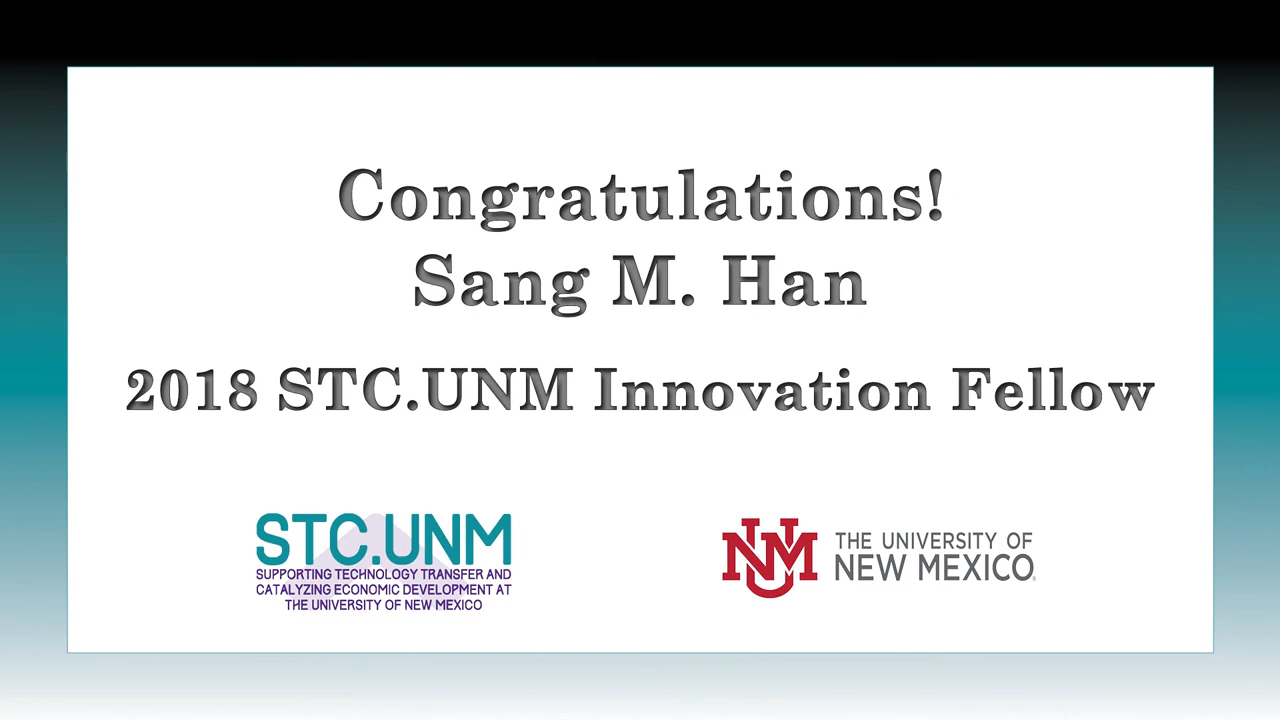 Congratulations!
Sang M. Han
2018 STC.UNM Innovation Fellow
STC.UNM
SUPPORTING TECHNOLOGY TRANSFER AND
CATALYZING ECONOMIC DEVELOPMENT AT
THE UNIVERSITY OF NEW MEXICO
UNM
THE UNIVERSITY OF
NEW MEXICO®